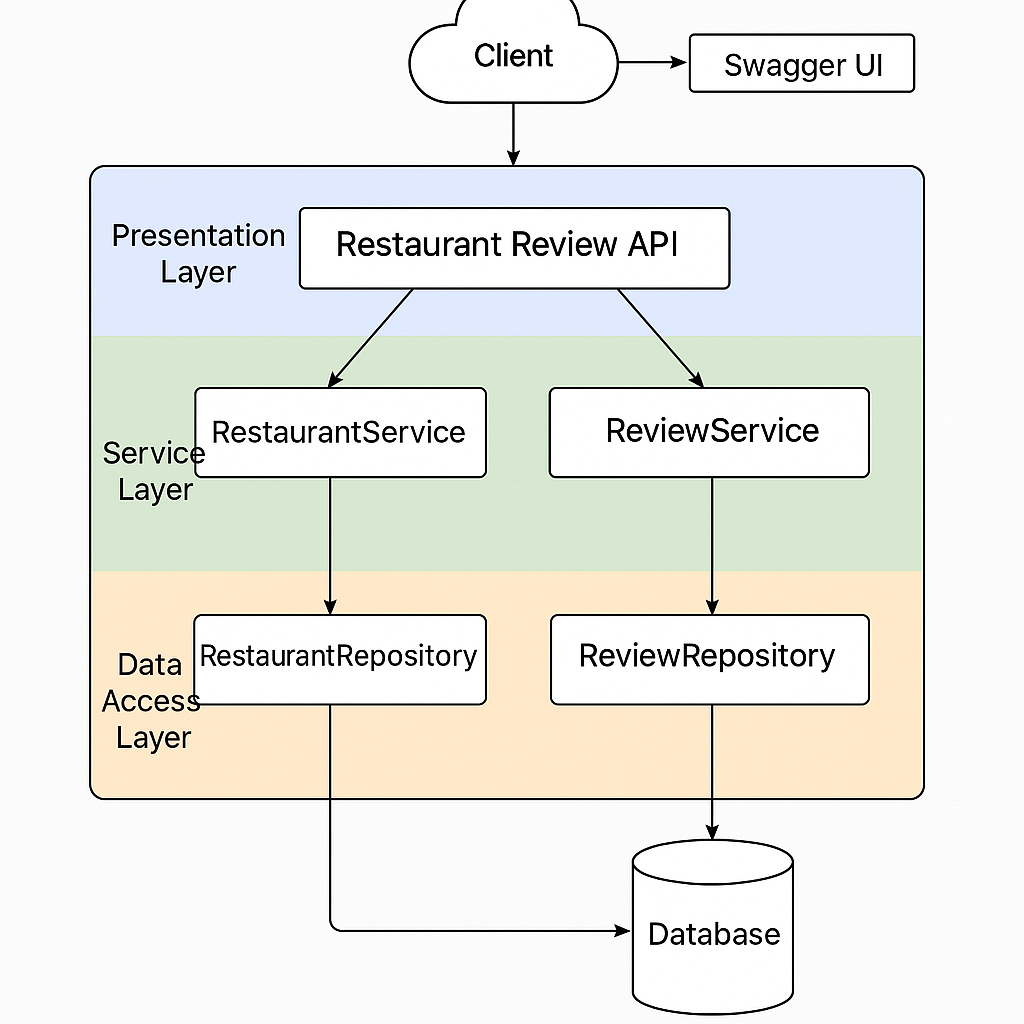 Client
Swagger UI
Presentation
Layer
Restaurant Review API
RestaurantService
ReviewService
Service
Layer
RestaurantRepository
ReviewRepository
Data
Access
Layer
Database